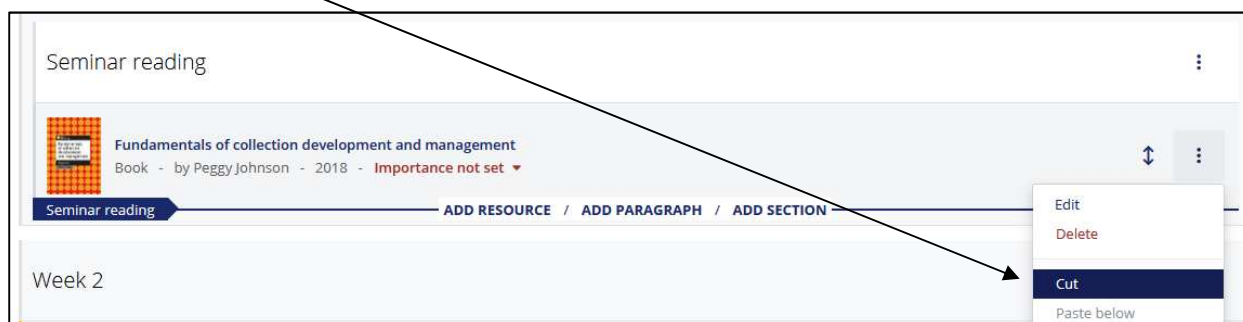 Seminar reading
Fundamentals of collection development and management
Book - by Peggy Johnson - 2018 - Importance not set
Seminar reading
ADD RESOURCE / ADD PARAGRAPH / ADD SECTION
Edit
Delete
Week 2
Cut
Paste below